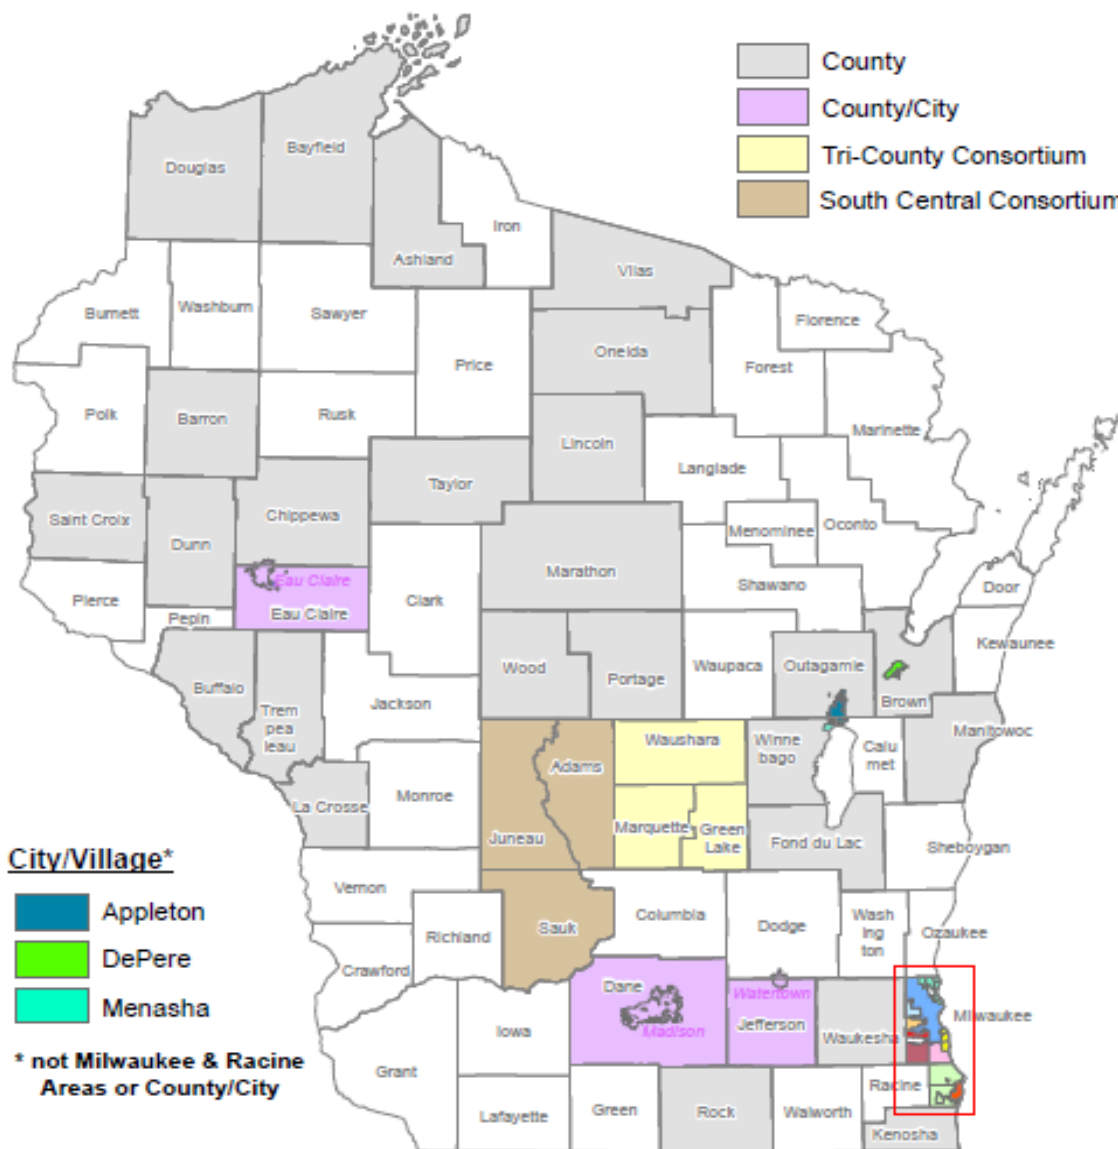 County
County/City
Tri-County Consortium
South Central Consortium
Bayfield
Douglas
Iron
Ashland
Vilas
Washburn
Burnett
Sawyer
Florence
Price
Oneida
Forest
Polk
Barron
Rusk
Marinette
Lincoln
Langlade
Taylor
Saint Croix
Chippewa
Oconto
Menominee
Dunn
Marathon
Shawano
Eau Claire
Eau Claire
Door
Pierce
Clark
Pepin
Kewaunee
Wood
Waupaca
Outagamie
Portage
Buffalo
Brown
Jackson
Trem
pea
leau
Manitowoc
Waushara
Winne
bago
Calu
met
Adams
Monroe
La Crosse
Marquette
Green
Lake
Juneau
Fond du Lac
Sheboygan
City/Village*
Appleton
DePere
Menasha
* not Milwaukee & Racine
Areas or County/City
Vernon
Columbia
Dodge
Wash
ing
ton
Sauk
Richland
Ozaukee
Crawford
Dane
Watertown
Madison
Jefferson
Milwaukee
Iowa
Waukesha
Grant
Racine
Lafayette
Green
Rock
Walworth
Kenosha